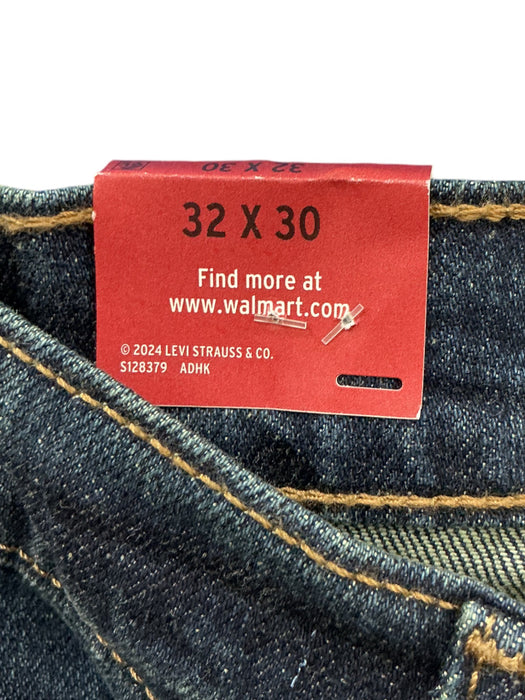 32 X 30
32 X 30
Find more at
www.walmart.com
© 2024 LEVI STRAUSS & CO.
S128379 ADHK